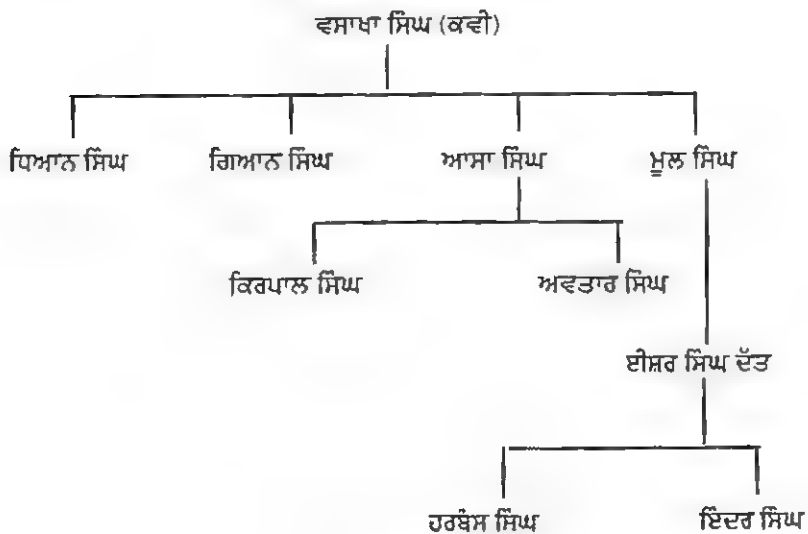 ਵਸਾਖਾ ਸਿੰਘ (ਕਵੀ)
ਧਿਆਨ ਸਿੰਘ ਗਿਆਨ ਸਿੰਘ ਆਸਾ ਸਿੰਘ ਮੂਲ ਸਿੰਘ
ਕਿਰਪਾਲ ਸਿੰਘ ਅਵਤਾਰ ਸਿੰਘ
ਈਸ਼ਰ ਸਿੰਘ ਦੱਤ
ਹਰਬੰਸ ਸਿੰਘ ਇੰਦਰ ਸਿੰਘ